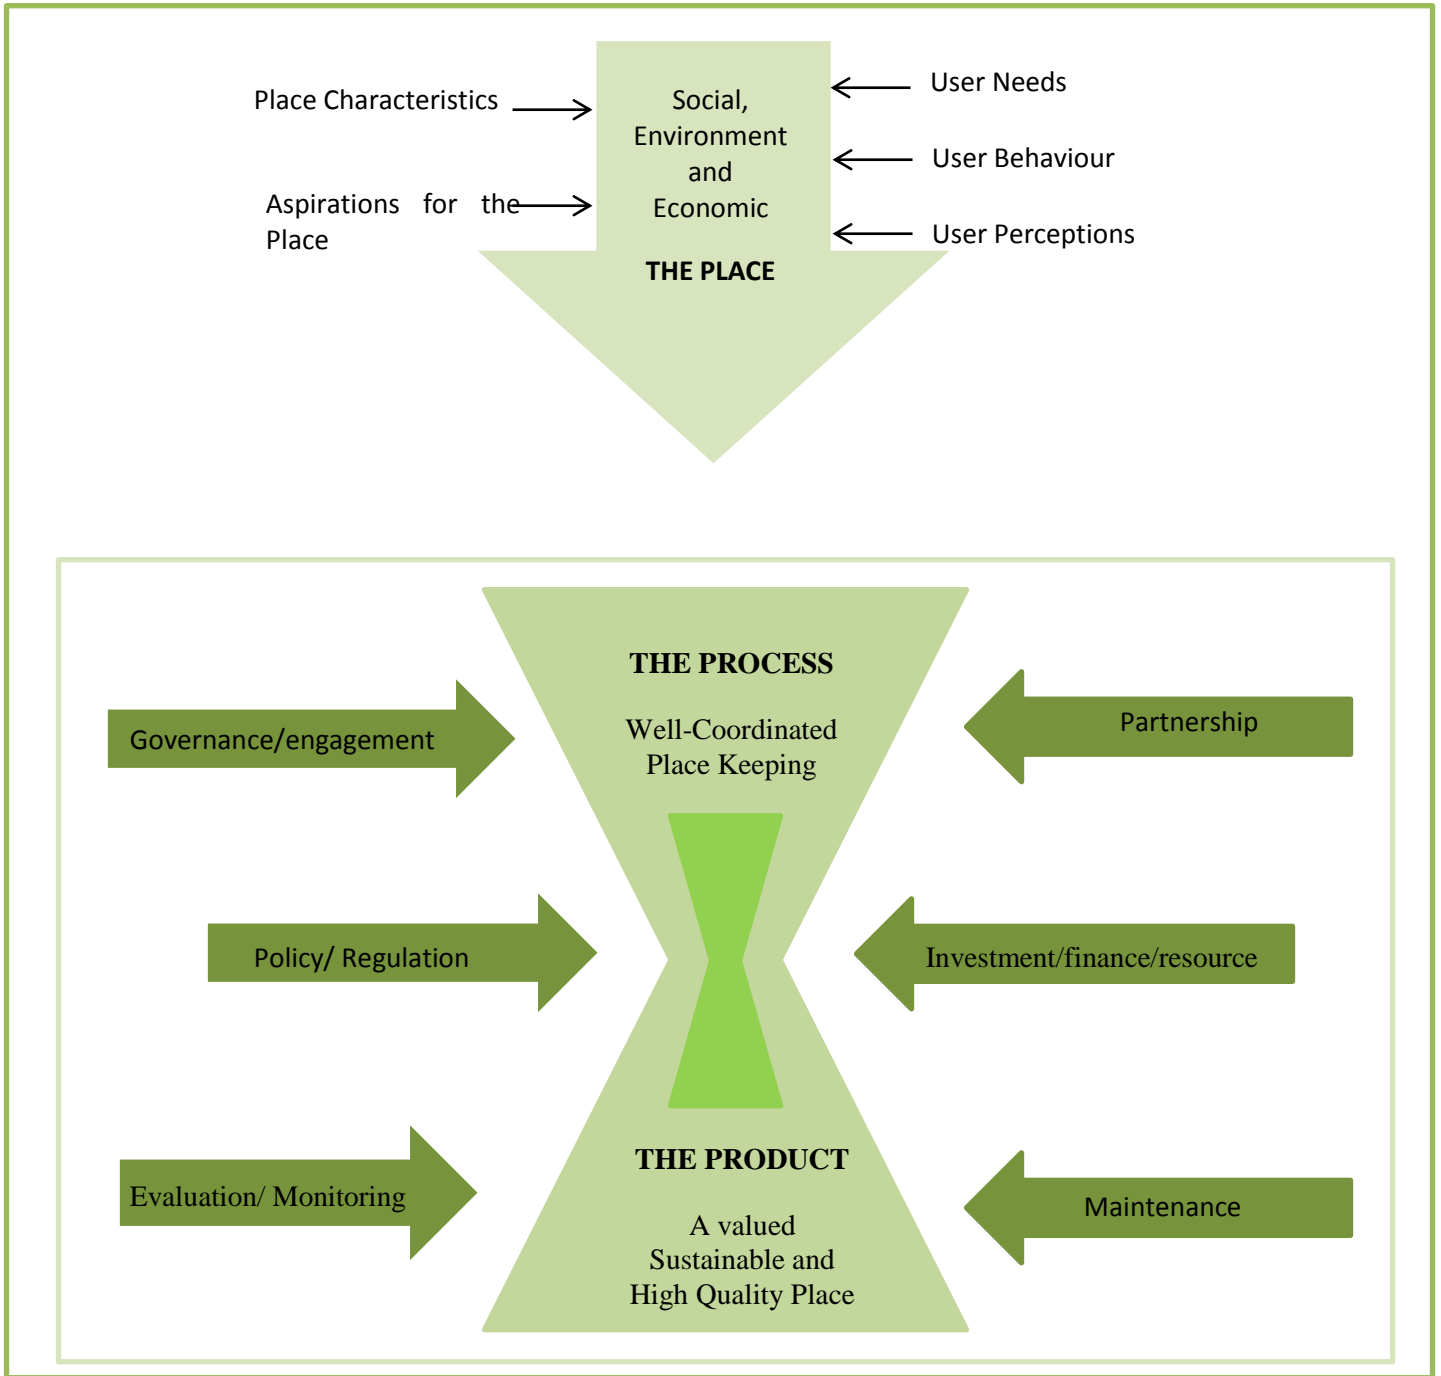 Place Characteristics
Aspirations for the
Place
Social,
Environment
and
Economic
THE PLACE
User Needs
User Behaviour
User Perceptions
THE PROCESS
Well-Coordinated
Place Keeping
Governance/engagement
Partnership
Policy/ Regulation
Investment/finance/resource
Evaluation/ Monitoring
Maintenance
THE PRODUCT
A valued
Sustainable and
High Quality Place